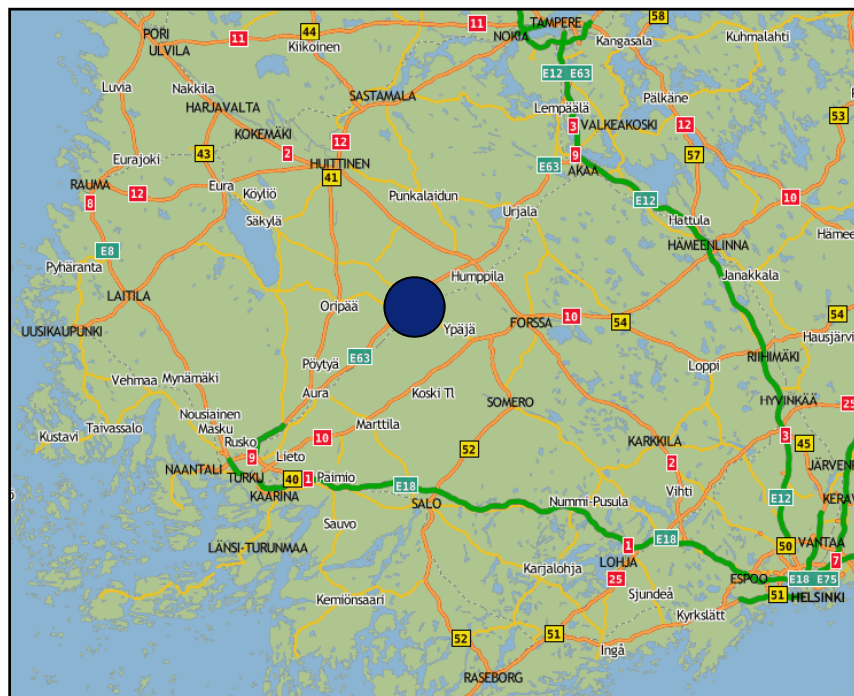 PORI
44
TAMPERE
58
11
ULVILA
11
Kiikoinen
NOKIA
Kangasala
Kuhmalahti
E12 E63
Luvia
Nakkila
SASTAMALA
Pälkäne
HARJAVALTA
Lempäälä
53
KOKEMÄKI
3
VALKEAKOSKI
12
12
43
2
Eurajoki
HUITTINEN
9
57
E63
AKAA
RAUMA
12
Eura
41
Köyliö
Punkalaidun
E12
10
8
Säkylä
Urjala
Hattula
Hämee
HÄMEENLINNA
E8
Pyhäranta
Humppila
Janakkala
LAITILA
Oripää
UUSIKAUPUNKI
Ypäjä
FORSSA
10
54
54
Hausjärvi
E63
RIIHIMÄKI
Pöytyä
Loppi
Vehmaa
Mynämäki
Aura
Koski Tl
SOMERO
HYVINKÄÄ
25
Nousiainen
Kustavi
Taivassalo
Masku
Marttila
Rusko
10
KARKKILA
3
45
Lieto
9
52
2
JÄRVENP
NAANTALI
TURKU
40
1
Paimio
E18
Vihti
E12
KERAV
KAARINA
SALO
Nummi-Pusula
Sauvo
LÄNSI-TURUNMAA
1
E18
50
VANTAA
LOHJA
7
Karjalohja
25
ESPOO
E18 E75
Kemiönsaari
Sjundeå
51
HELSINKI
Kyrkslätt
52
51
Ingå
RASEBORG